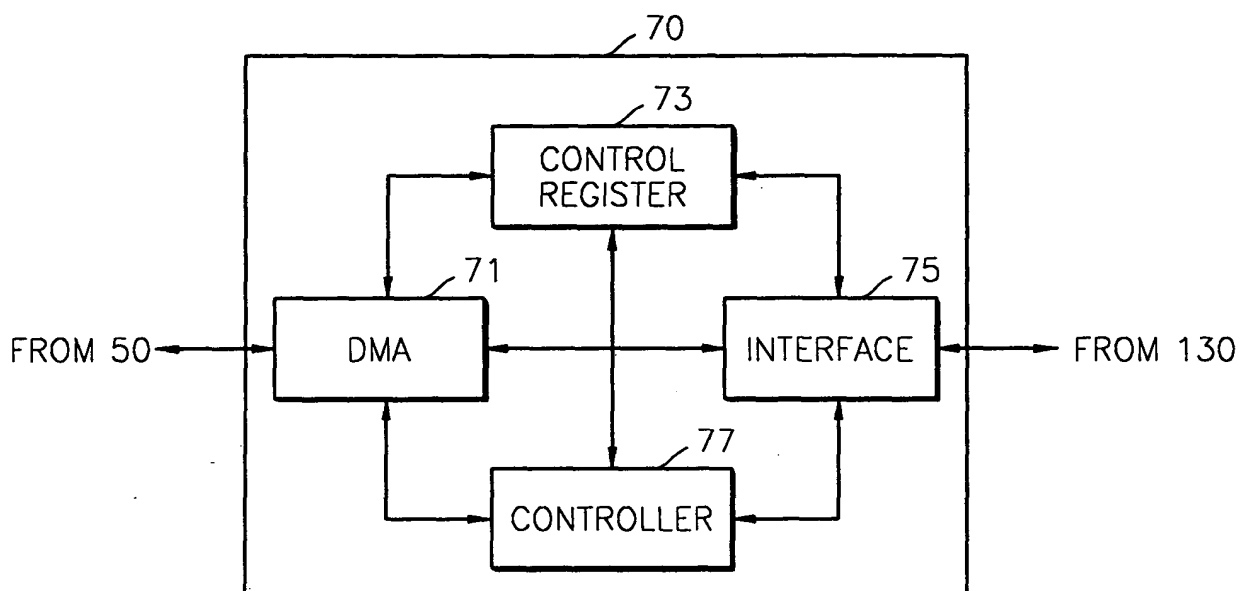 70
73
CONTROL
REGISTER
71
75
FROM 50
DMA
INTERFACE
FROM 130
77
CONTROLLER